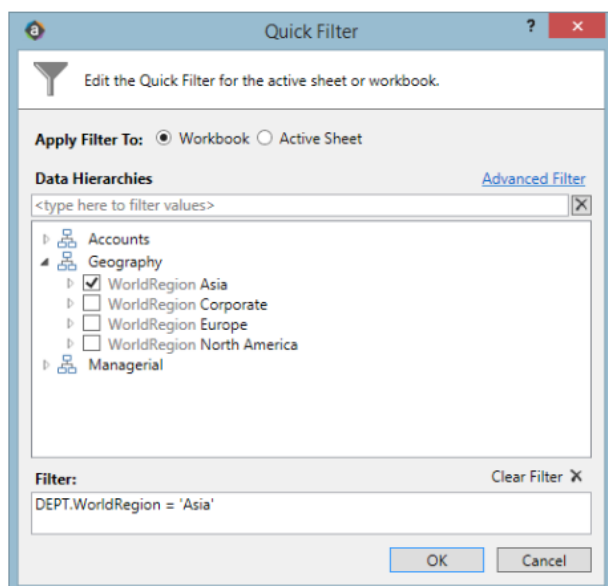 Quick Filter
?
Edit the Quick Filter for the active sheet or workbook.
Apply Filter To: Workbook Active Sheet
Data Hierarchies Advanced Filter
<type here to filter values>
Accounts
Geography
WorldRegion Asia
WorldRegion Corporate
WorldRegion Europe
WorldRegion North America
Managerial
Filter: Clear Filter
DEPT.WorldRegion = 'Asia'
OK Cancel